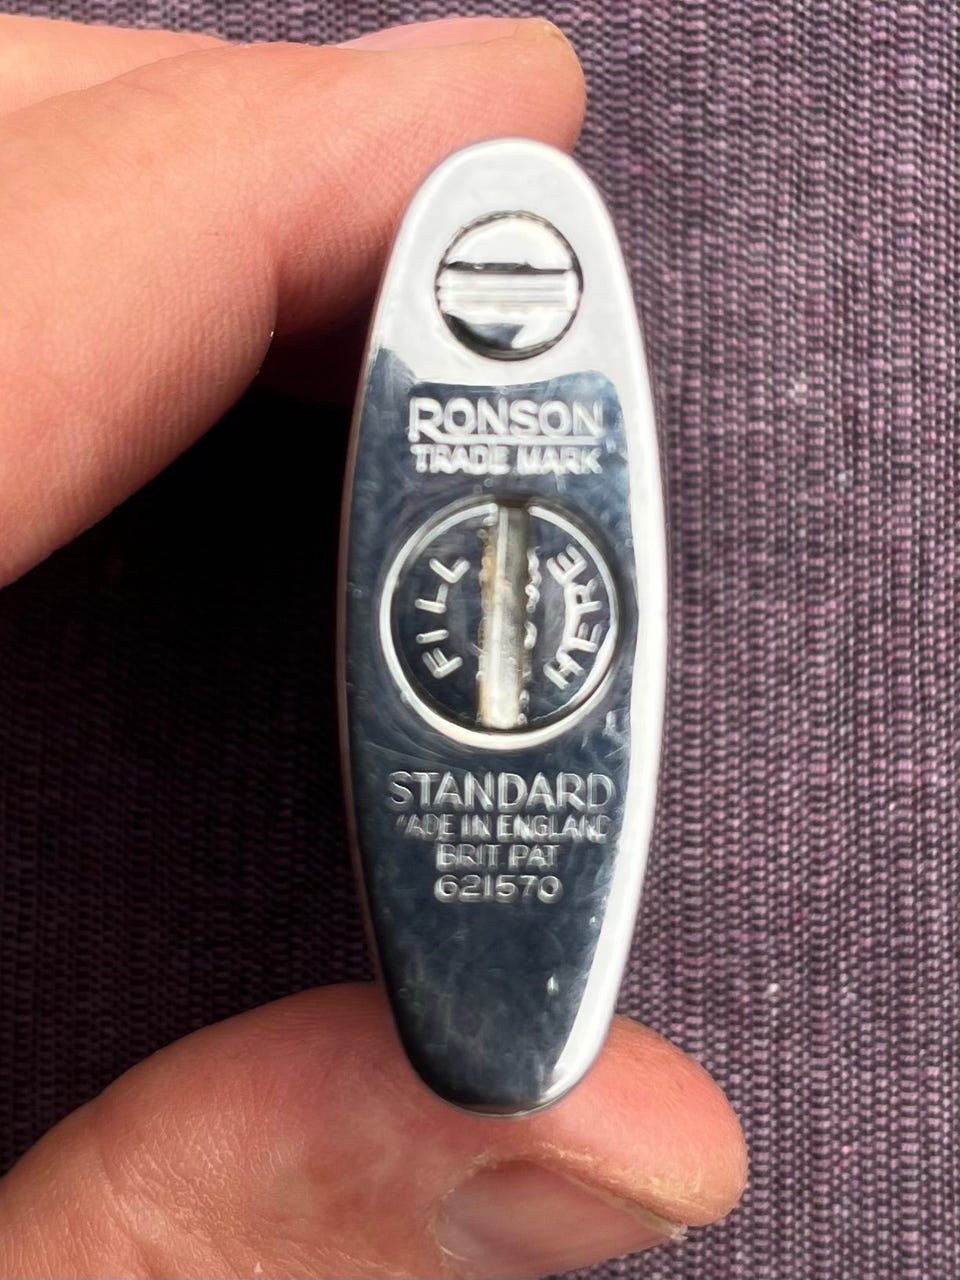 RONSON
TRADE MARK
FILL HERE
STANDARD
MADE IN ENGLAND
BRIT PAT
621570